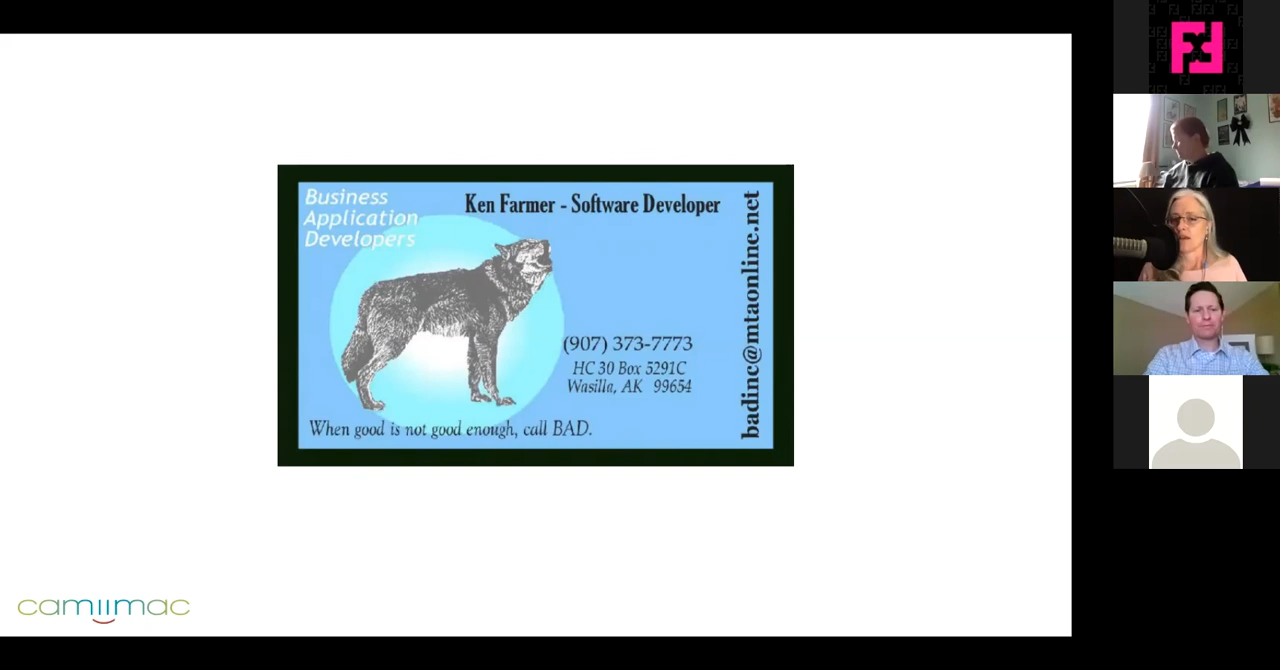 Business
Application
Developers
Ken Farmer - Software Developer
badinc@mtaonline.net
(907) 373-7773
HC 30 Box 5291C
Wasilla, AK 99654
When good is not good enough, call BAD.
camiimac